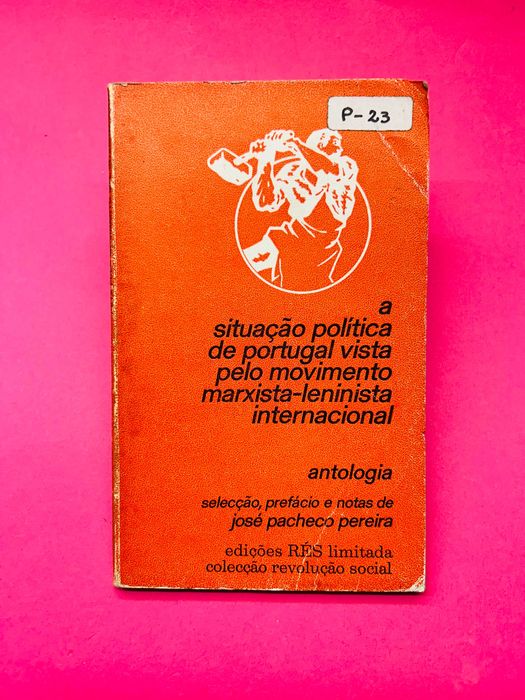 P-23
a
situação política
de portugal vista
pelo movimento
marxista-leninista
internacional
antologia
selecção, prefácio e notas de
josé pacheco pereira
edições RÉS limitada
colecção revolução social